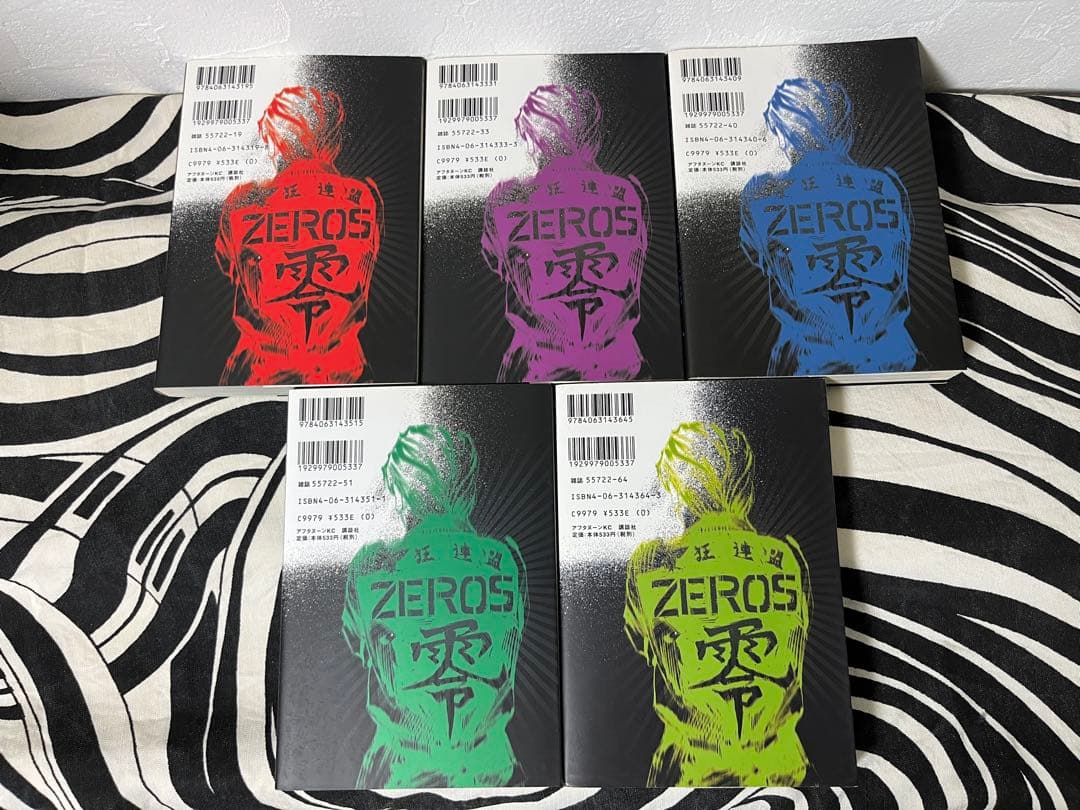 9784063143195
1929979005337
雑誌 55722-19
ISBN4-06-314319-8
C9979 ¥533E (0)
アフタヌーンKC 講談社
定価:本体533円(税別)
狂連盟
ZEROS
零
9784063143331
1929979005337
雑誌 55722-33
ISBN4-06-314333-3
C9979 ¥533E (0)
アフタヌーンKC 講談社
定価:本体533円(税別)
狂連盟
ZEROS
零
9784063143409
1929979005337
雑誌 55722-40
ISBN4-06-314340-6
C9979 ¥533E (0)
アフタヌーンKC 講談社
定価:本体533円(税別)
狂連盟
ZEROS
零
9784063143515
1929979005337
雑誌 55722-51
ISBN4-06-314351-1
C9979 ¥533E (0)
アフタヌーンKC 講談社
定価:本体533円(税別)
狂連盟
ZEROS
零
9784063143645
1929979005337
雑誌 55722-64
ISBN4-06-314364-3
C9979 ¥533E (0)
アフタヌーンKC 講談社
定価:本体533円(税別)
狂連盟
ZEROS
零